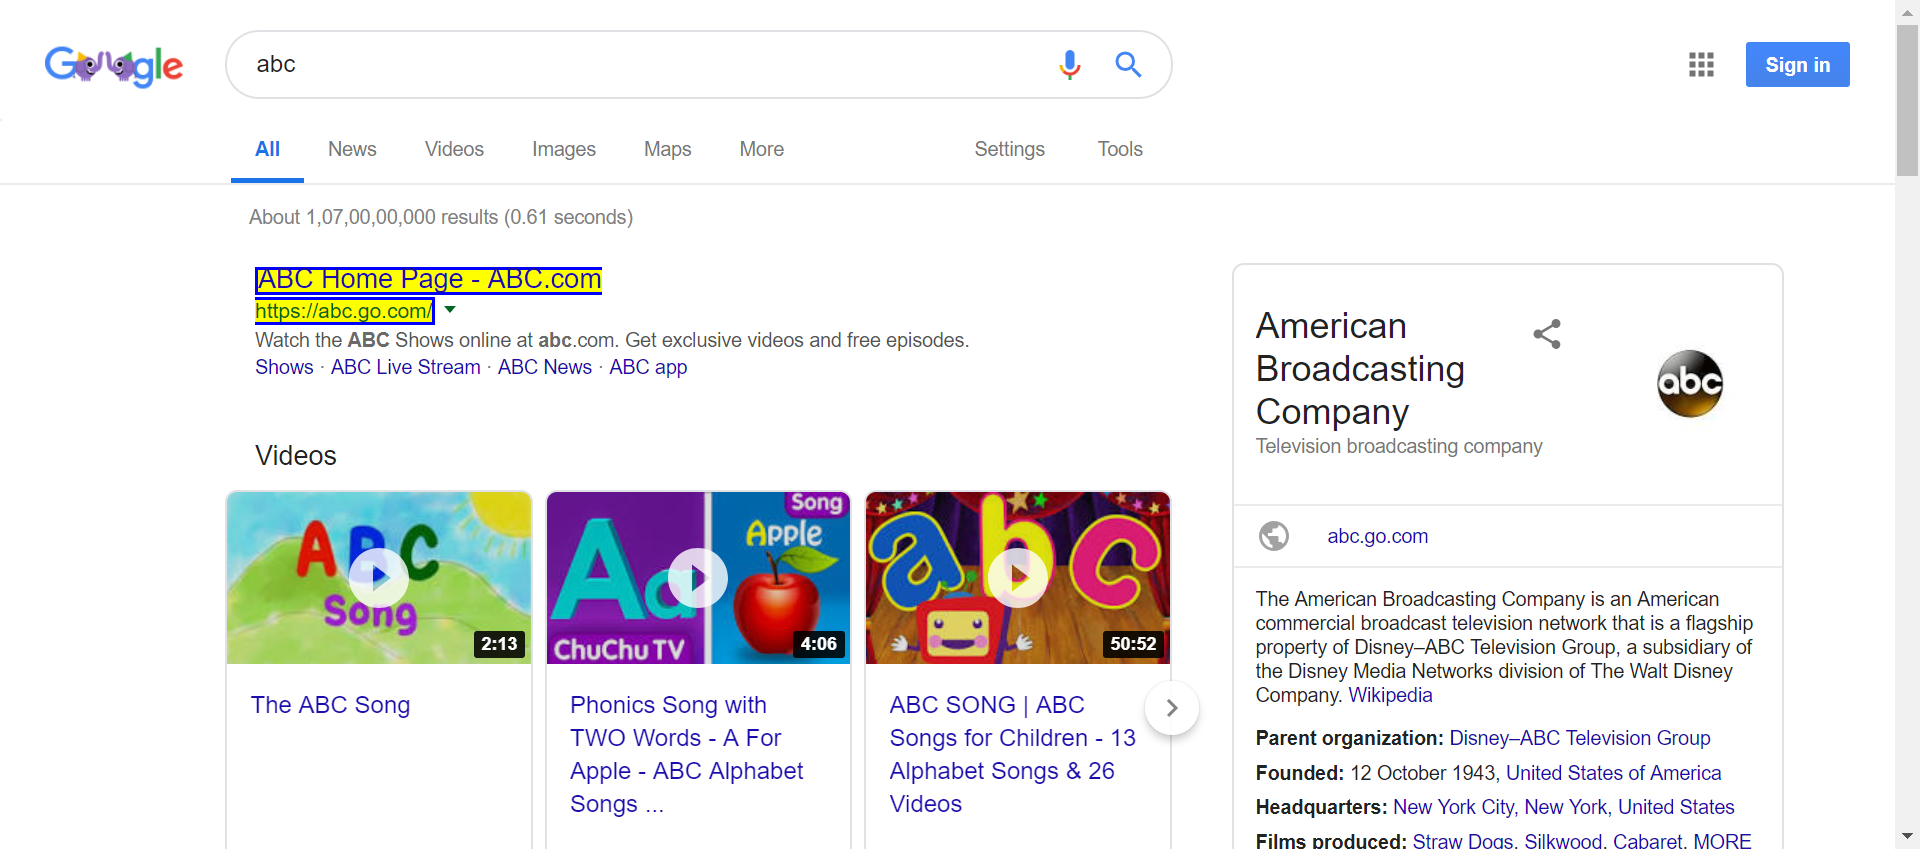 Google
abc
Sign in
All News Videos Images Maps More Settings Tools
About 1,07,00,00,000 results (0.61 seconds)
ABC Home Page - ABC.com
https://abc.go.com/
Watch the ABC Shows online at abc.com. Get exclusive videos and free episodes.
Shows · ABC Live Stream · ABC News · ABC app
Videos
ABC
Song
2:13
The ABC Song
Song
Apple
Aa
ChuChu TV
4:06
Phonics Song with
TWO Words - A For
Apple - ABC Alphabet
Songs ...
abc
50:52
ABC SONG | ABC
Songs for Children - 13
Alphabet Songs & 26
Videos
American
Broadcasting
Company
Television broadcasting company
abc
abc.go.com
The American Broadcasting Company is an American
commercial broadcast television network that is a flagship
property of Disney–ABC Television Group, a subsidiary of
the Disney Media Networks division of The Walt Disney
Company. Wikipedia
Parent organization: Disney–ABC Television Group
Founded: 12 October 1943, United States of America
Headquarters: New York City, New York, United States
Films produced: Straw Dogs, Silkwood, Cabaret, MORE